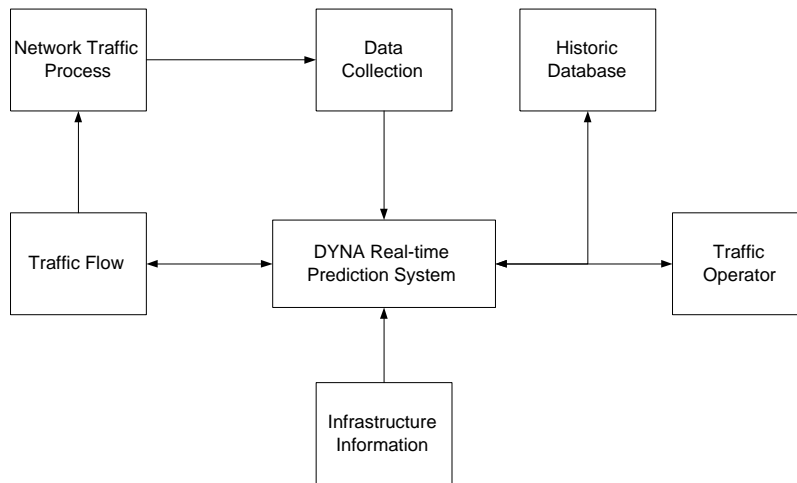 Network Traffic
Process
Data
Collection
Historic
Database
Traffic Flow
DYNA Real-time
Prediction System
Traffic
Operator
Infrastructure
Information